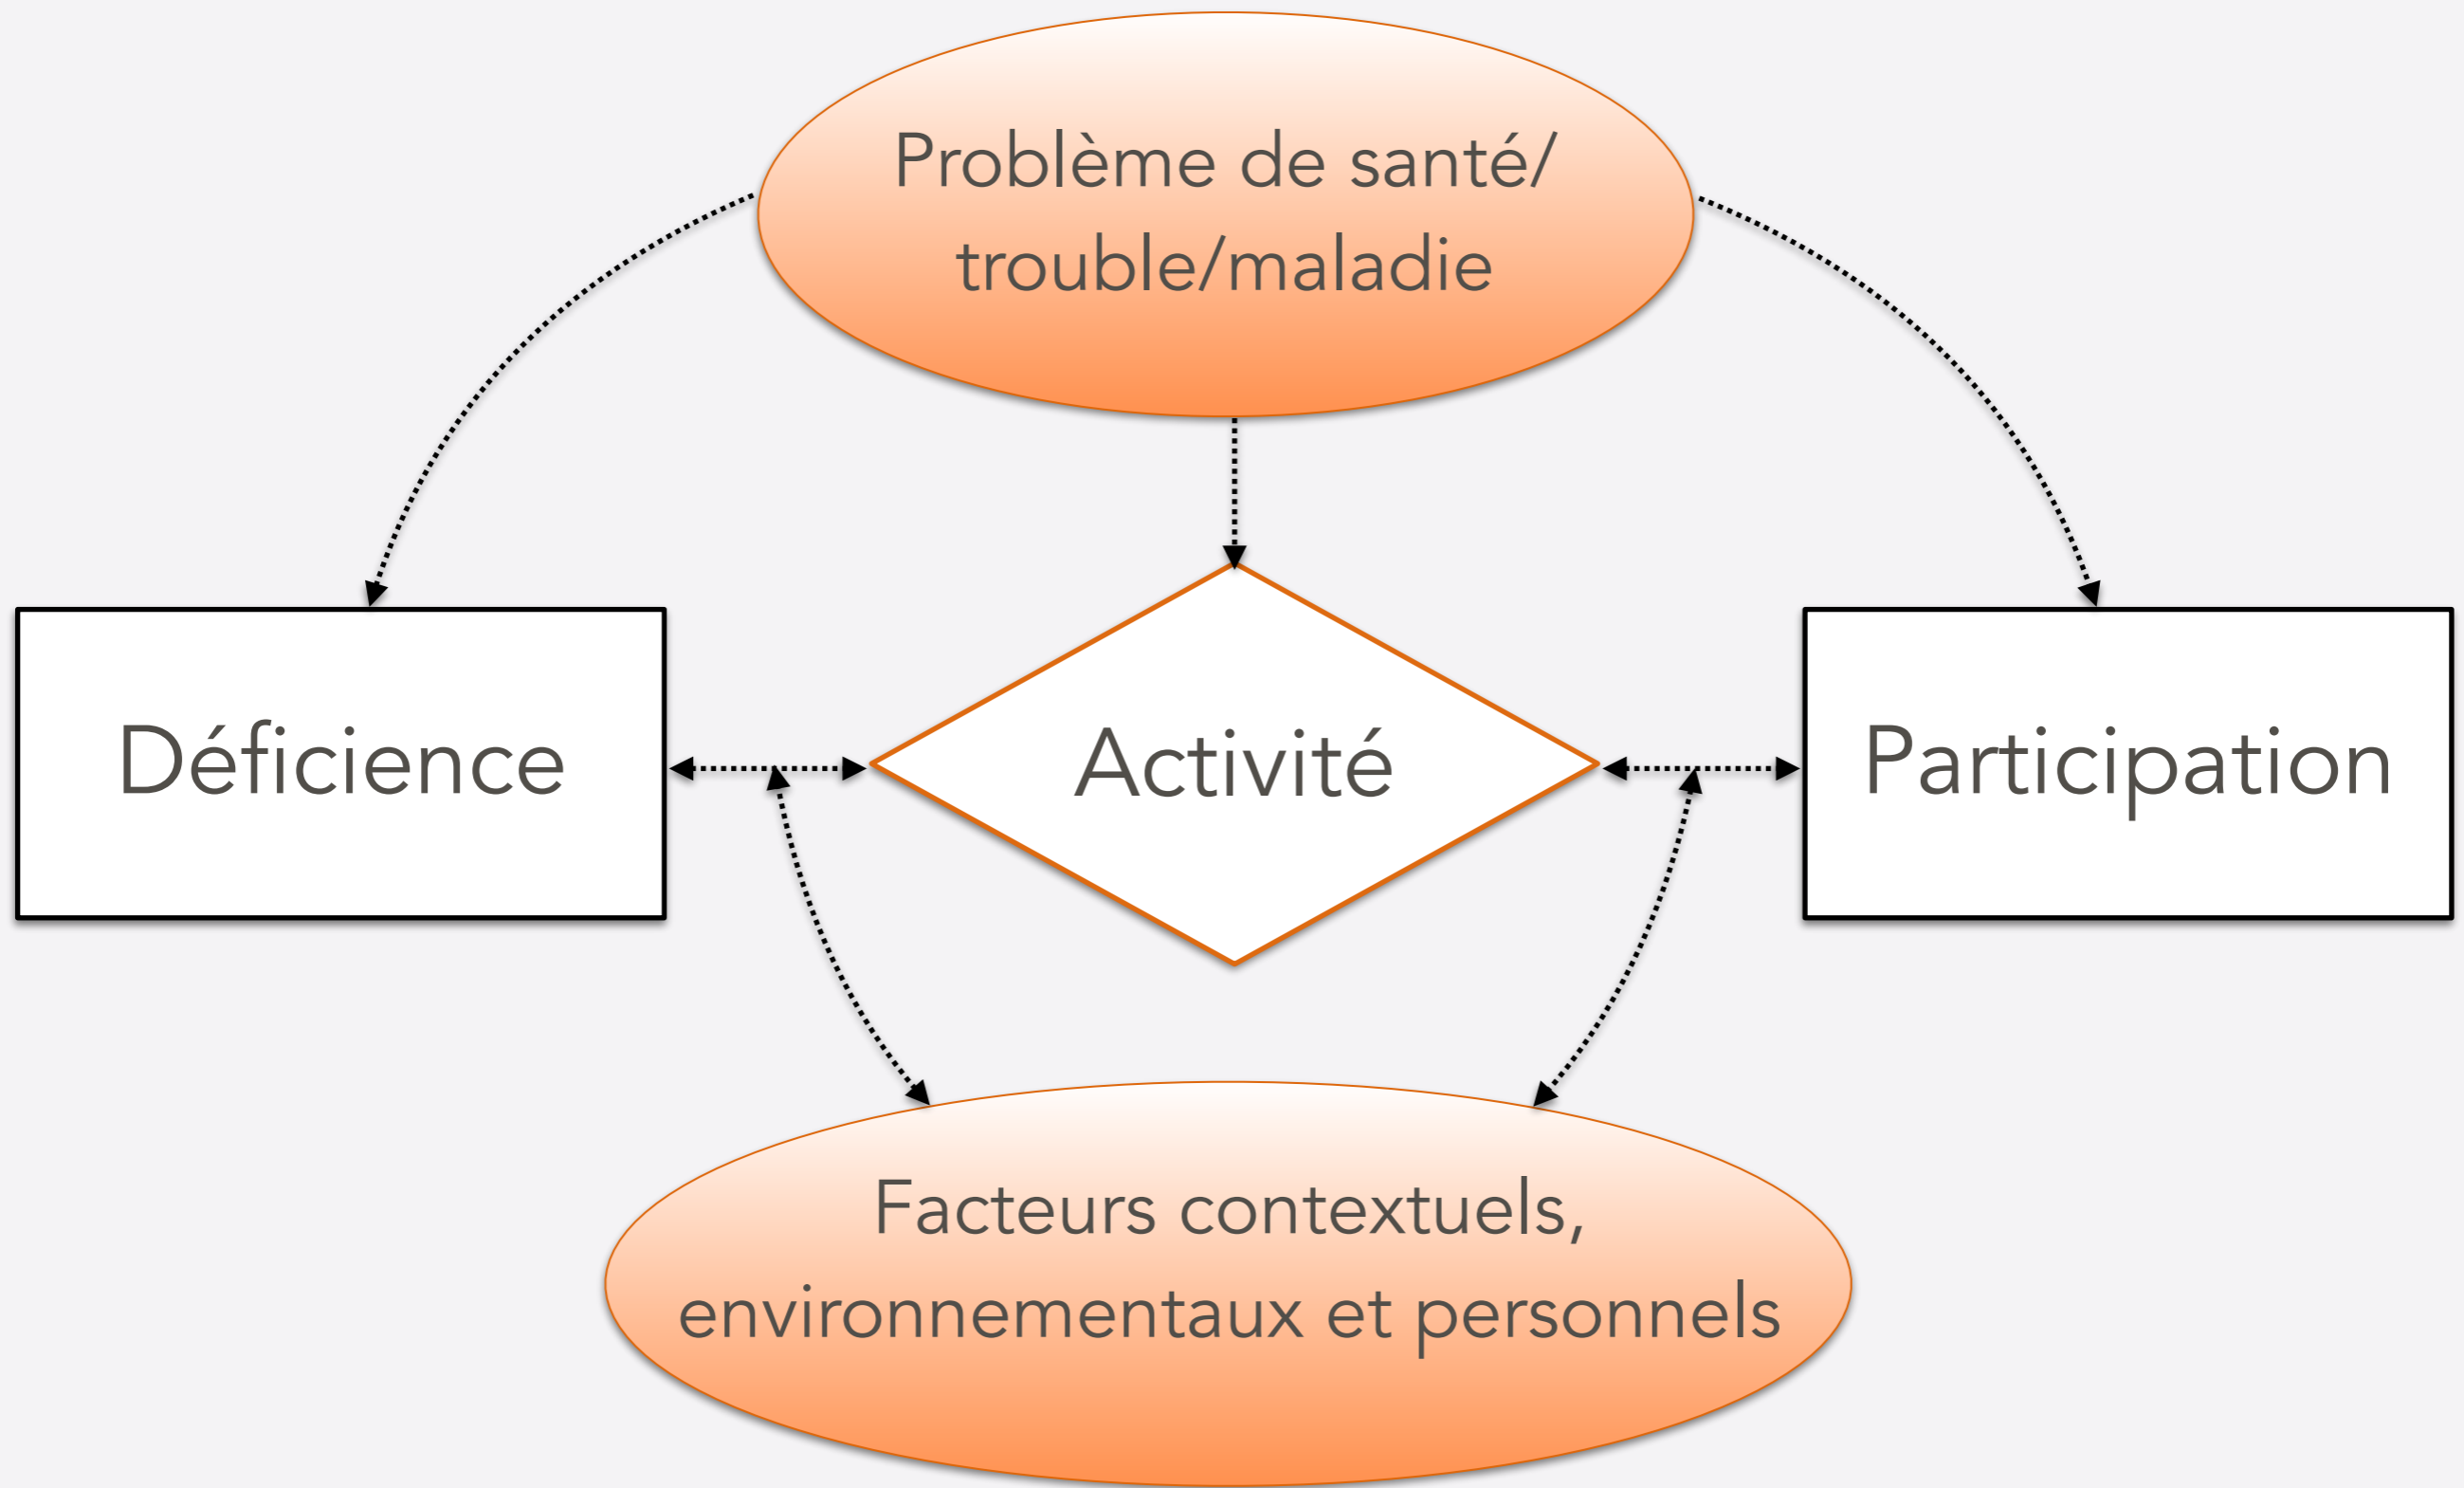 Problème de santé/
trouble/maladie
Déficience
Activité
Participation
Facteurs contextuels,
environnementaux et personnels